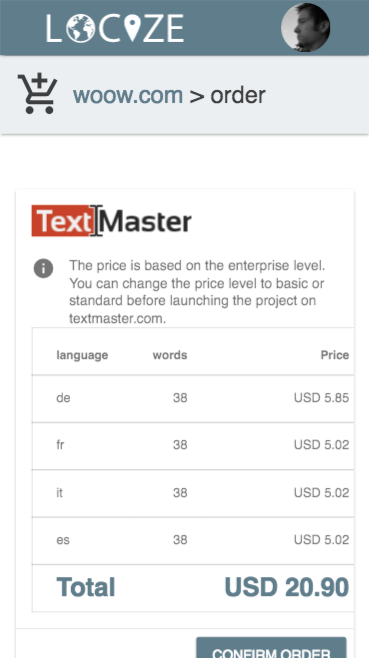 LOCIZE
woow.com > order
TextMaster
The price is based on the enterprise level.
You can change the price level to basic or
standard before launching the project on
textmaster.com.
language words Price
de 38 USD 5.85
fr 38 USD 5.02
it 38 USD 5.02
es 38 USD 5.02
Total USD 20.90
CONFIRM ORDER